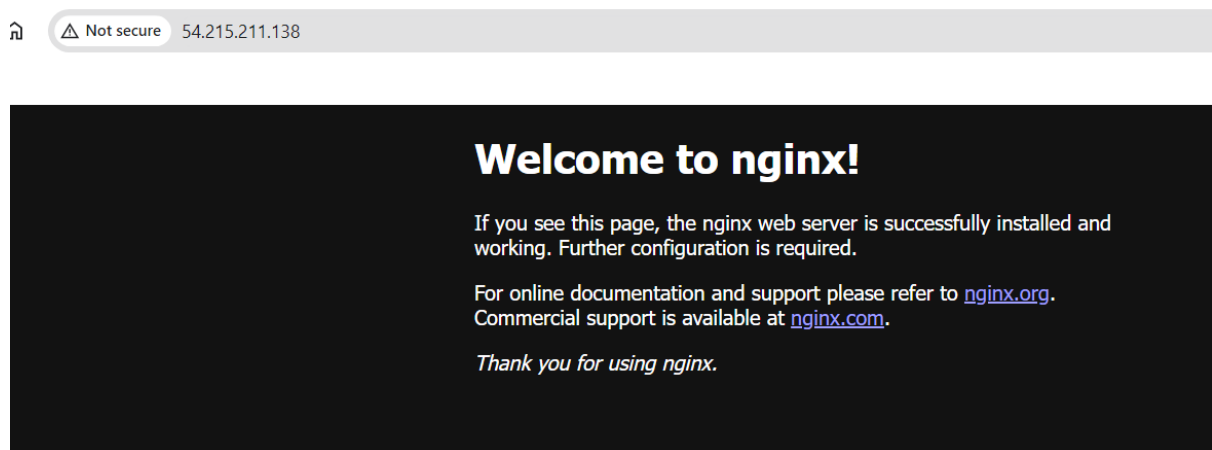 Not secure 54.215.211.138
Welcome to nginx!
If you see this page, the nginx web server is successfully installed and
working. Further configuration is required.
For online documentation and support please refer to nginx.org.
Commercial support is available at nginx.com.
Thank you for using nginx.